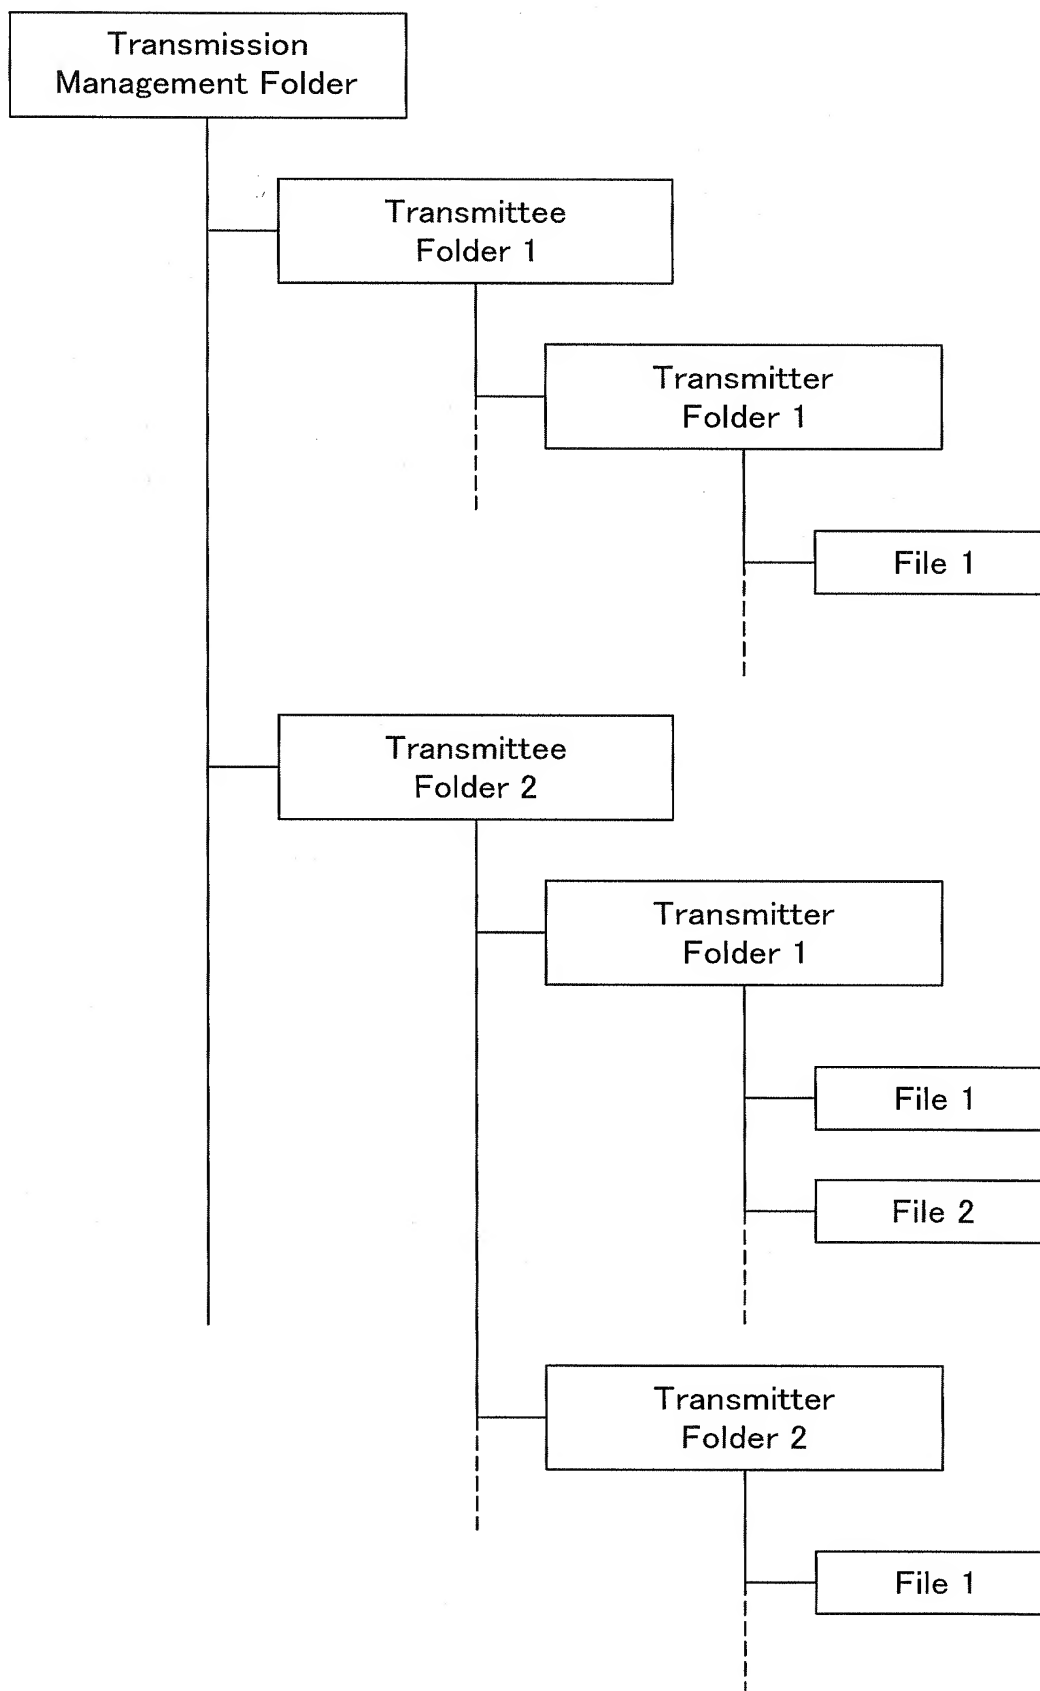 Transmission
Management Folder
Transmittee
Folder 1
Transmitter
Folder 1
File 1
Transmittee
Folder 2
Transmitter
Folder 1
File 1
File 2
Transmitter
Folder 2
File 1